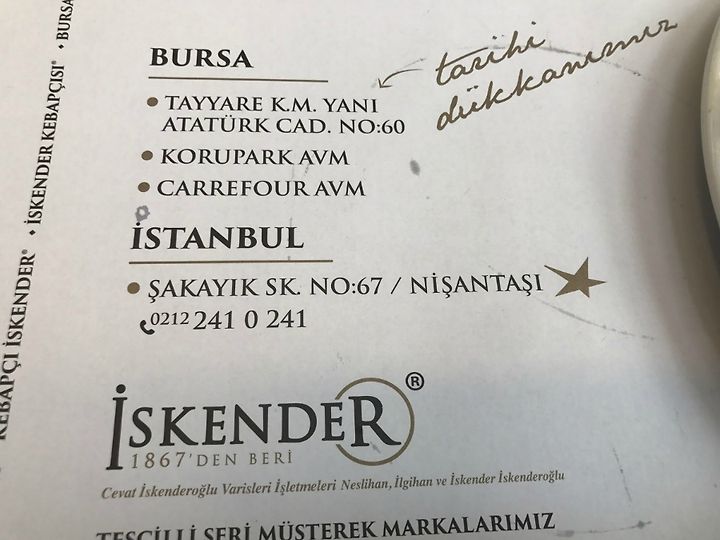 BURSA
tarihi
dükkanımız
• TAYYARE K.M. YANI
ATATÜRK CAD. NO:60
• KORUPARK AVM
• CARREFOUR AVM
İSTANBUL
• ŞAKAYIK SK. NO:67 / NİŞANTAŞI
0212 241 0 241
İSKENDER®
1867'DEN BERİ
Cevat İskenderoğlu Varisleri İşletmeleri Neslihan, İlgihan ve İskender İskenderoğlu
TESCİLLİ SERİ MÜŞTEREK MARKALARIMIZ
KEBAPÇI İSKENDER® • İSKENDER KEBAPÇISI® • BURSA